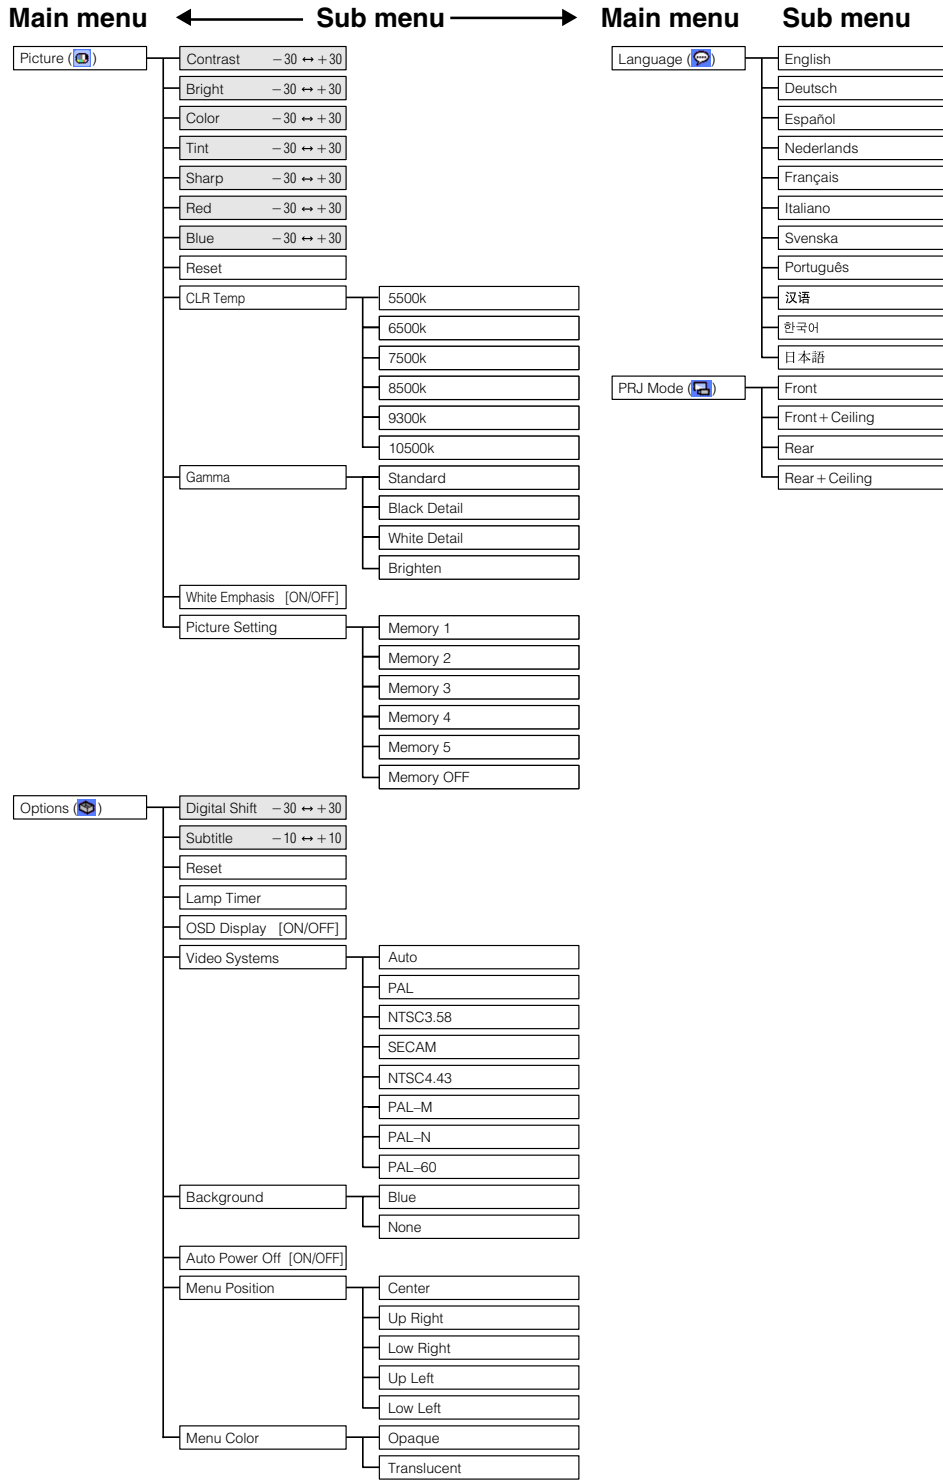 Main menu Sub menu Main menu Sub menu
Picture ( )
Contrast −30 ↔ +30
Bright −30 ↔ +30
Color −30 ↔ +30
Tint −30 ↔ +30
Sharp −30 ↔ +30
Red −30 ↔ +30
Blue −30 ↔ +30
Reset
CLR Temp
5500k
6500k
7500k
8500k
9300k
10500k
Gamma
Standard
Black Detail
White Detail
Brighten
White Emphasis [ON/OFF]
Picture Setting
Memory 1
Memory 2
Memory 3
Memory 4
Memory 5
Memory OFF
Options ( )
Digital Shift −30 ↔ +30
Subtitle −10 ↔ +10
Reset
Lamp Timer
OSD Display [ON/OFF]
Video Systems
Auto
PAL
NTSC3.58
SECAM
NTSC4.43
PAL–M
PAL–N
PAL–60
Background
Blue
None
Auto Power Off [ON/OFF]
Menu Position
Center
Up Right
Low Right
Up Left
Low Left
Menu Color
Opaque
Translucent
Language ( )
English
Deutsch
Español
Nederlands
Français
Italiano
Svenska
Português
汉语
한국어
日本語
PRJ Mode ( )
Front
Front + Ceiling
Rear
Rear + Ceiling